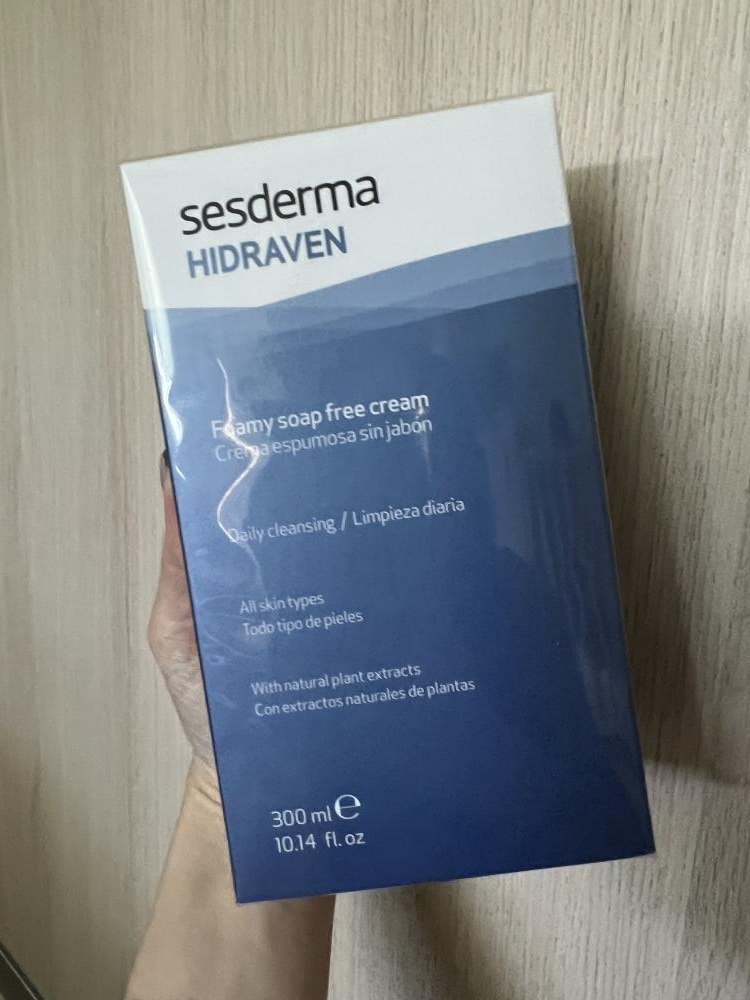 sesderma
HIDRAVEN
Foamy soap free cream
Crema espumosa sin jabón
Daily cleansing / Limpieza diaria
All skin types
Todo tipo de pieles
With natural plant extracts
Con extractos naturales de plantas
300 ml ℮
10.14 fl. oz